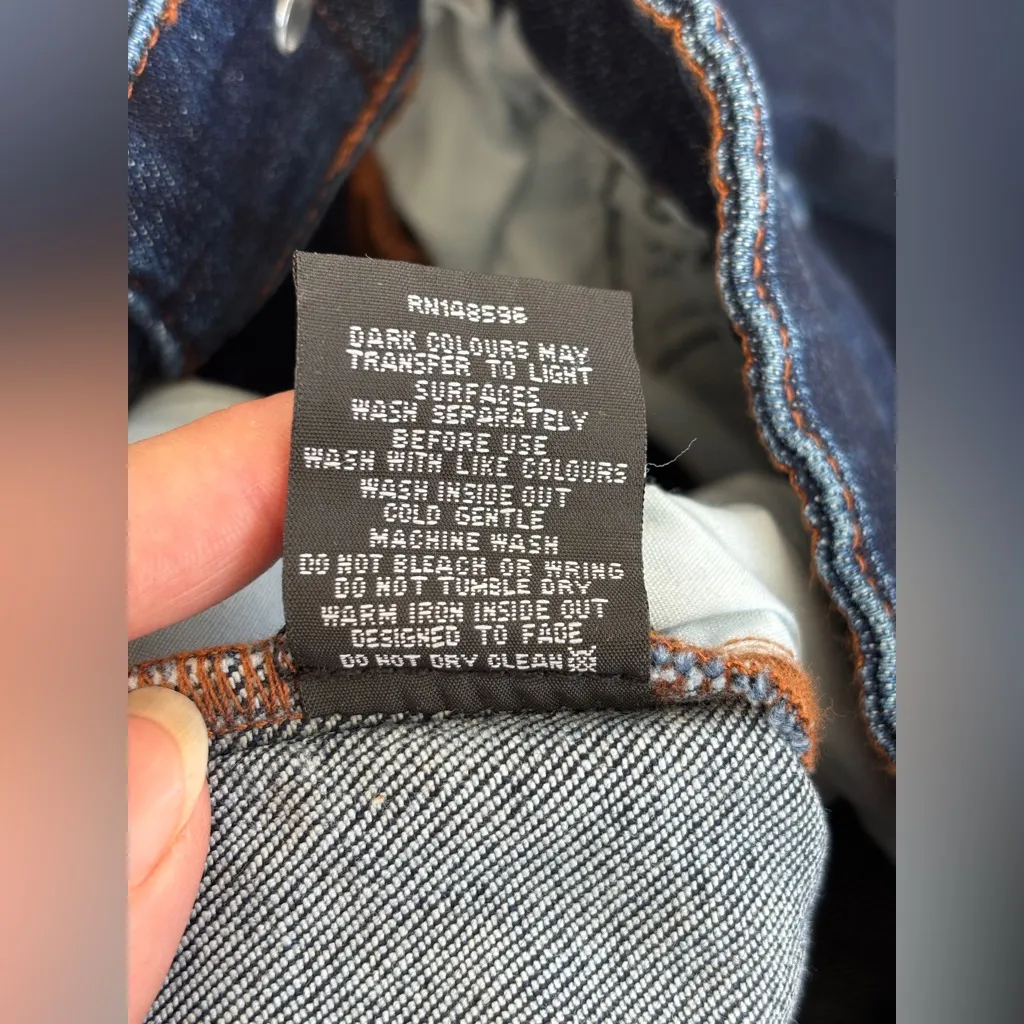 RN148596
DARK COLOURS MAY
TRANSFER TO LIGHT
SURFACES
WASH SEPARATELY
BEFORE USE
WASH WITH LIKE COLOURS
WASH INSIDE OUT
COLD GENTLE
MACHINE WASH
DO NOT BLEACH OR WRING
DO NOT TUMBLE DRY
WARM IRON INSIDE OUT
DESIGNED TO FADE
DO NOT DRY CLEAN